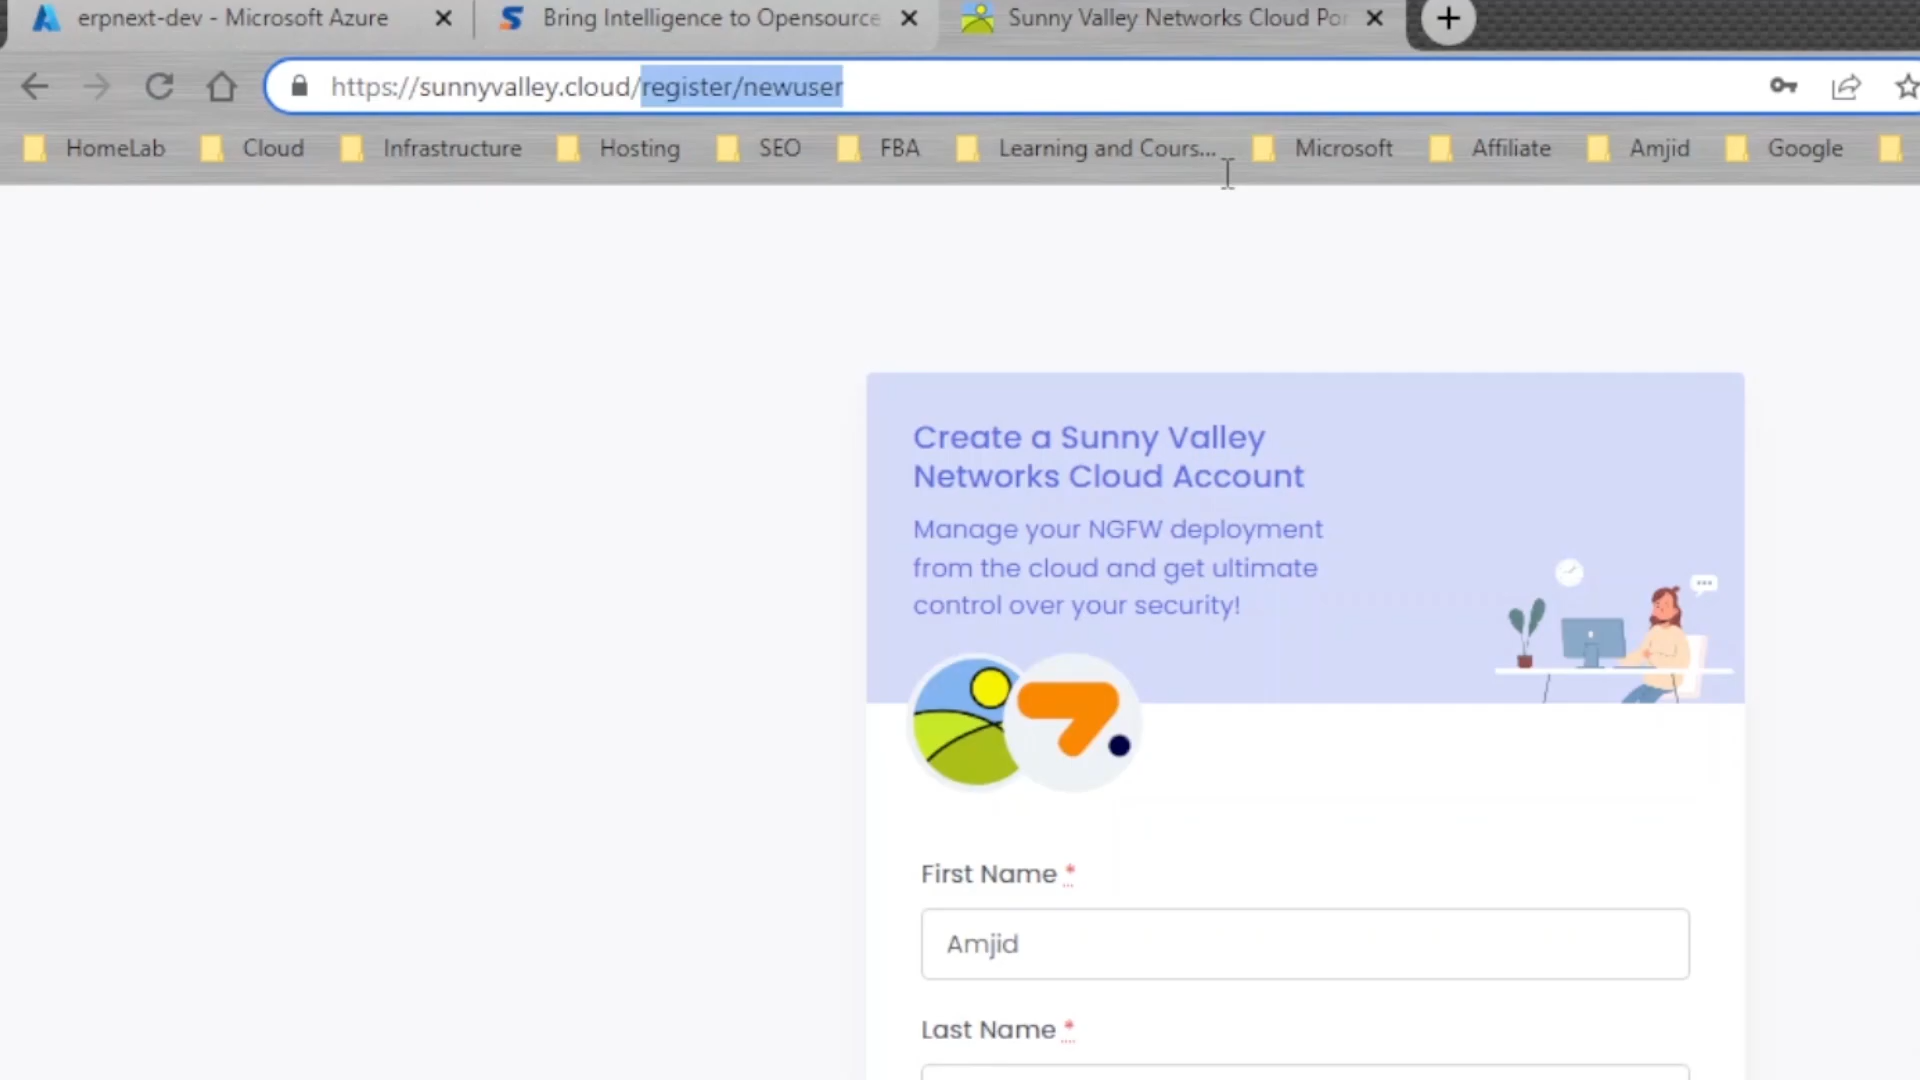 erpnext-dev - Microsoft Azure
Bring Intelligence to Opensource
Sunny Valley Networks Cloud Por
https://sunnyvalley.cloud/register/newuser
HomeLab
Cloud
Infrastructure
Hosting
SEO
FBA
Learning and Cours...
Microsoft
Affiliate
Amjid
Google
Create a Sunny Valley
Networks Cloud Account
Manage your NGFW deployment
from the cloud and get ultimate
control over your security!
First Name *
Amjid
Last Name *